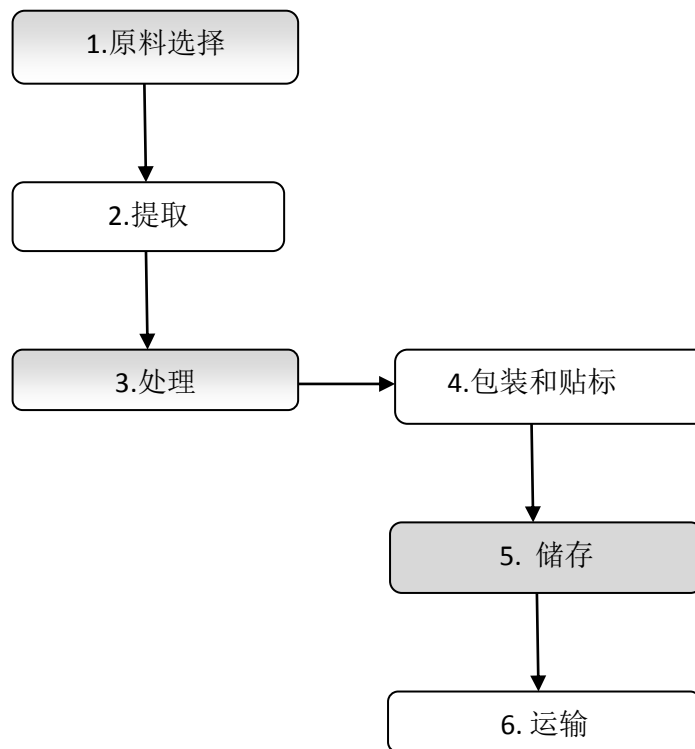 1.原料选择
2.提取
3.处理
4.包装和贴标
5. 储存
6. 运输